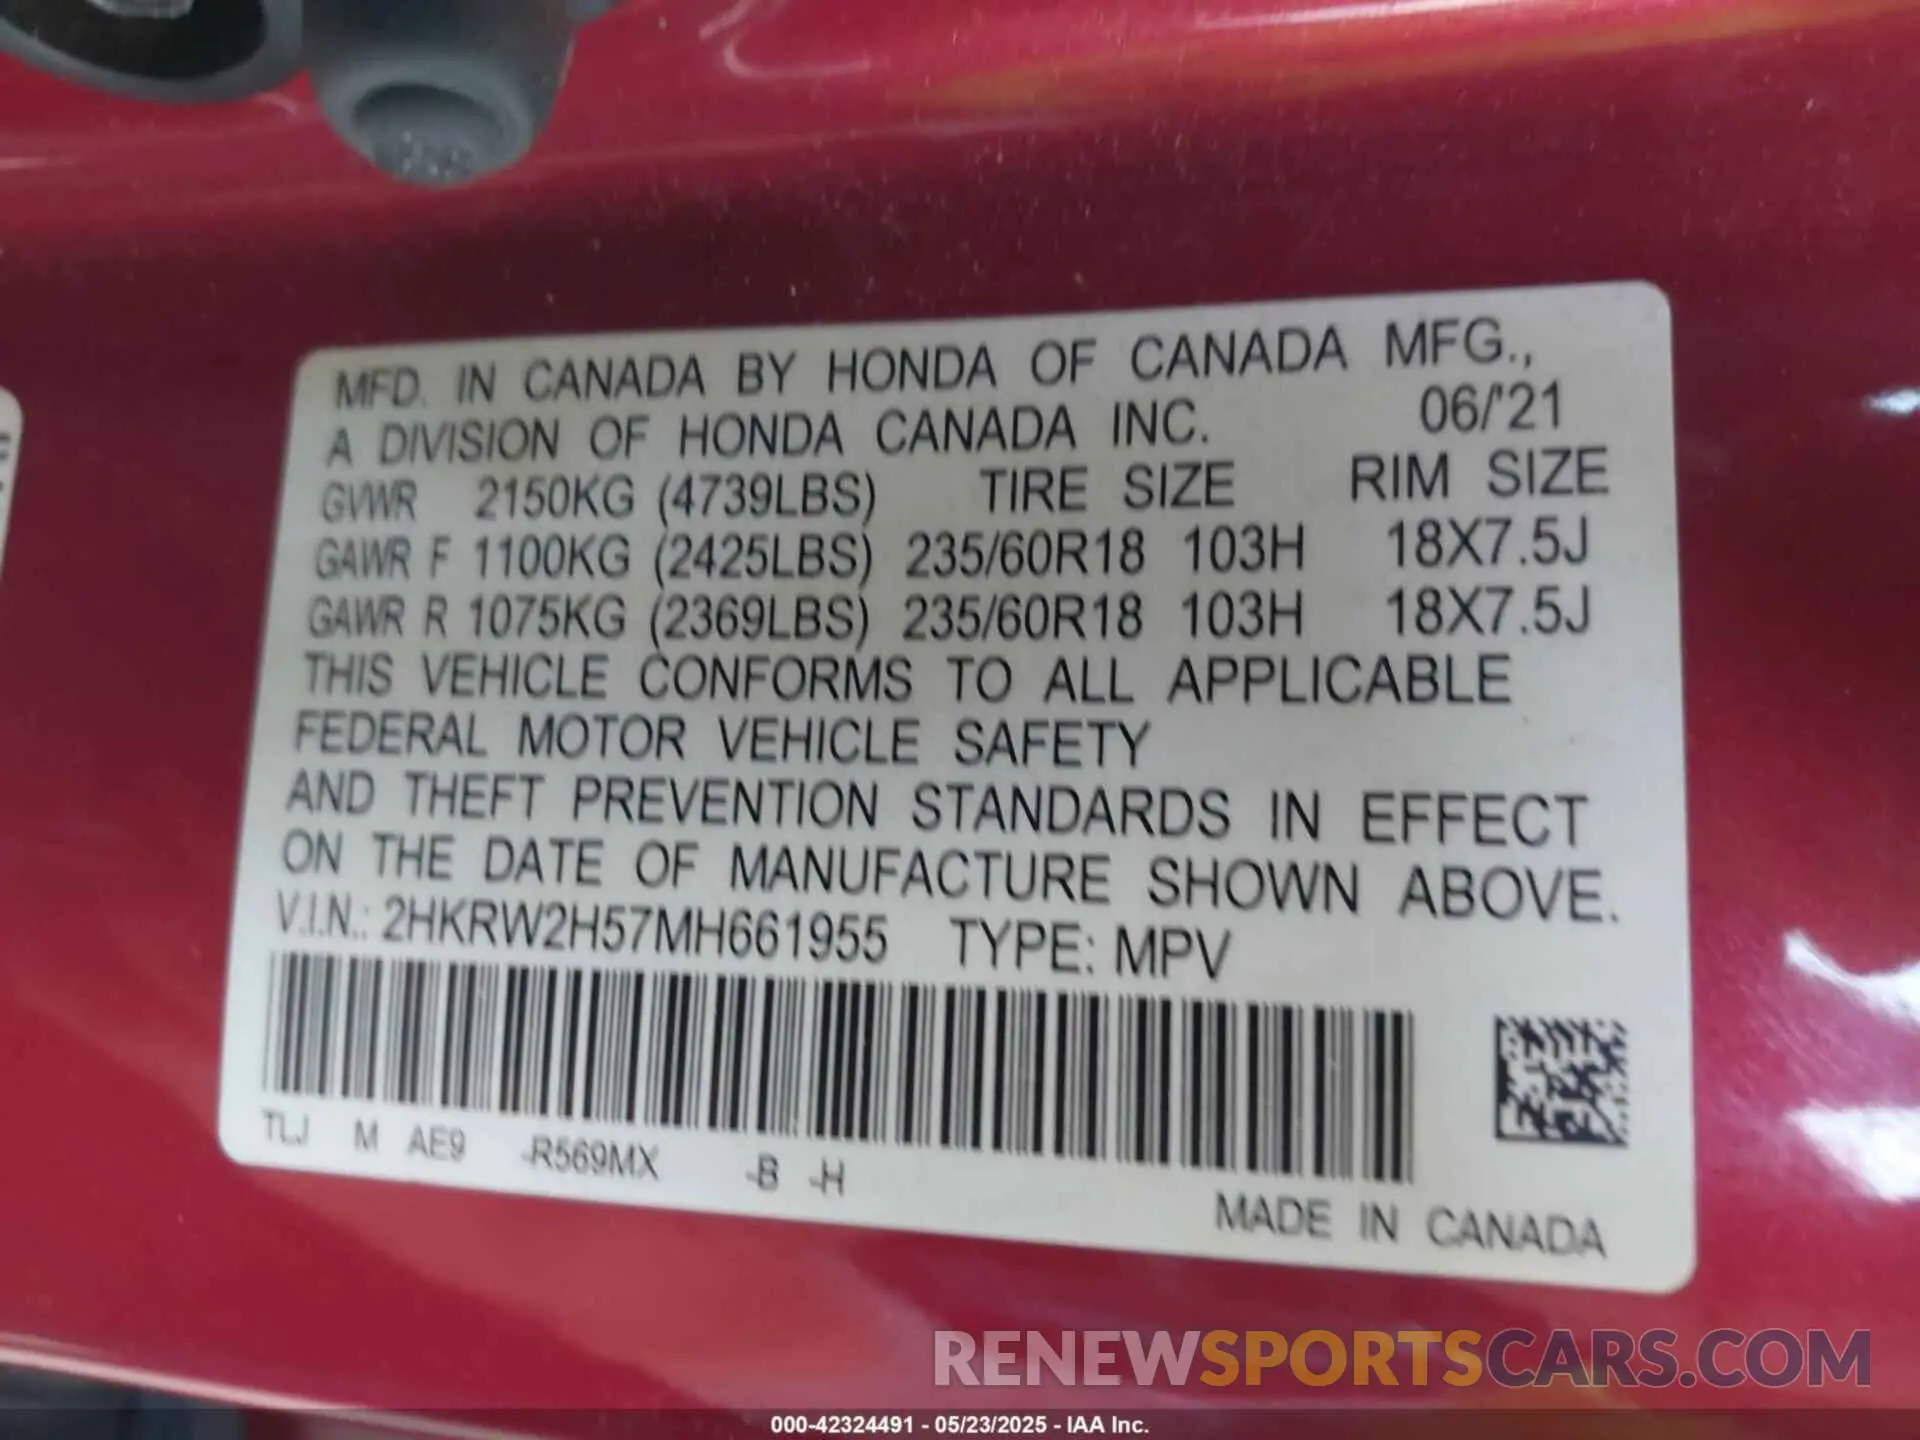 MFD. IN CANADA BY HONDA OF CANADA MFG.,
A DIVISION OF HONDA CANADA INC. 06/'21
GVWR 2150KG (4739LBS) TIRE SIZE RIM SIZE
GAWR F 1100KG (2425LBS) 235/60R18 103H 18X7.5J
GAWR R 1075KG (2369LBS) 235/60R18 103H 18X7.5J
THIS VEHICLE CONFORMS TO ALL APPLICABLE
FEDERAL MOTOR VEHICLE SAFETY
AND THEFT PREVENTION STANDARDS IN EFFECT
ON THE DATE OF MANUFACTURE SHOWN ABOVE.
V.I.N.: 2HKRW2H57MH661955 TYPE: MPV
TLJ M AE9 -R569MX -B -H
MADE IN CANADA
RENEWSPORTSCARS.COM
000-42324491 - 05/23/2025 - IAA Inc.